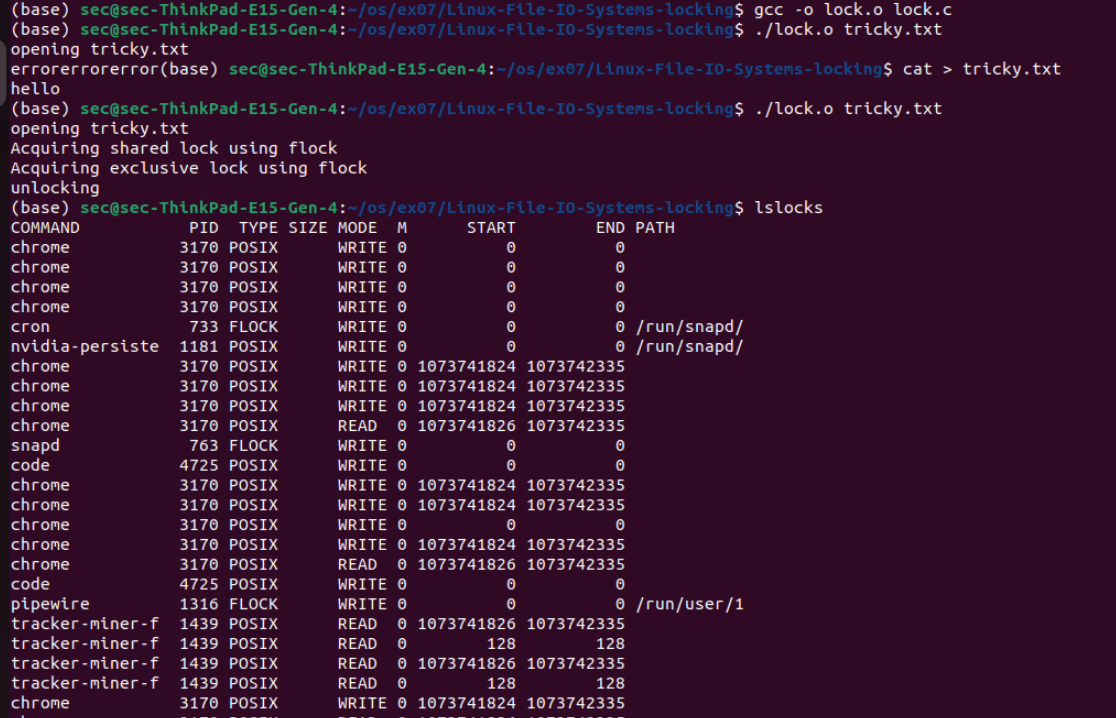 (base) sec@sec-ThinkPad-E15-Gen-4:~/os/ex07/Linux-File-IO-Systems-locking$ gcc -o lock.o lock.c
(base) sec@sec-ThinkPad-E15-Gen-4:~/os/ex07/Linux-File-IO-Systems-locking$ ./lock.o tricky.txt
opening tricky.txt
errorerrorerror(base) sec@sec-ThinkPad-E15-Gen-4:~/os/ex07/Linux-File-IO-Systems-locking$ cat > tricky.txt
hello
(base) sec@sec-ThinkPad-E15-Gen-4:~/os/ex07/Linux-File-IO-Systems-locking$ ./lock.o tricky.txt
opening tricky.txt
Acquiring shared lock using flock
Acquiring exclusive lock using flock
unlocking
(base) sec@sec-ThinkPad-E15-Gen-4:~/os/ex07/Linux-File-IO-Systems-locking$ lslocks
COMMAND           PID  TYPE SIZE MODE  M      START        END PATH
chrome           3170 POSIX      WRITE 0          0          0
chrome           3170 POSIX      WRITE 0          0          0
chrome           3170 POSIX      WRITE 0          0          0
chrome           3170 POSIX      WRITE 0          0          0
cron              733 FLOCK      WRITE 0          0          0 /run/snapd/
nvidia-persiste  1181 POSIX      WRITE 0          0          0 /run/snapd/
chrome           3170 POSIX      WRITE 0 1073741824 1073742335
chrome           3170 POSIX      WRITE 0 1073741824 1073742335
chrome           3170 POSIX      WRITE 0 1073741824 1073742335
chrome           3170 POSIX      READ  0 1073741826 1073742335
snapd             763 FLOCK      WRITE 0          0          0
code             4725 POSIX      WRITE 0          0          0
chrome           3170 POSIX      WRITE 0 1073741824 1073742335
chrome           3170 POSIX      WRITE 0 1073741824 1073742335
chrome           3170 POSIX      WRITE 0          0          0
chrome           3170 POSIX      WRITE 0 1073741824 1073742335
chrome           3170 POSIX      READ  0 1073741826 1073742335
code             4725 POSIX      WRITE 0          0          0
pipewire         1316 FLOCK      WRITE 0          0          0 /run/user/1
tracker-miner-f  1439 POSIX      READ  0 1073741826 1073742335
tracker-miner-f  1439 POSIX      READ  0        128        128
tracker-miner-f  1439 POSIX      READ  0 1073741826 1073742335
tracker-miner-f  1439 POSIX      READ  0        128        128
chrome           3170 POSIX      WRITE 0 1073741824 1073742335